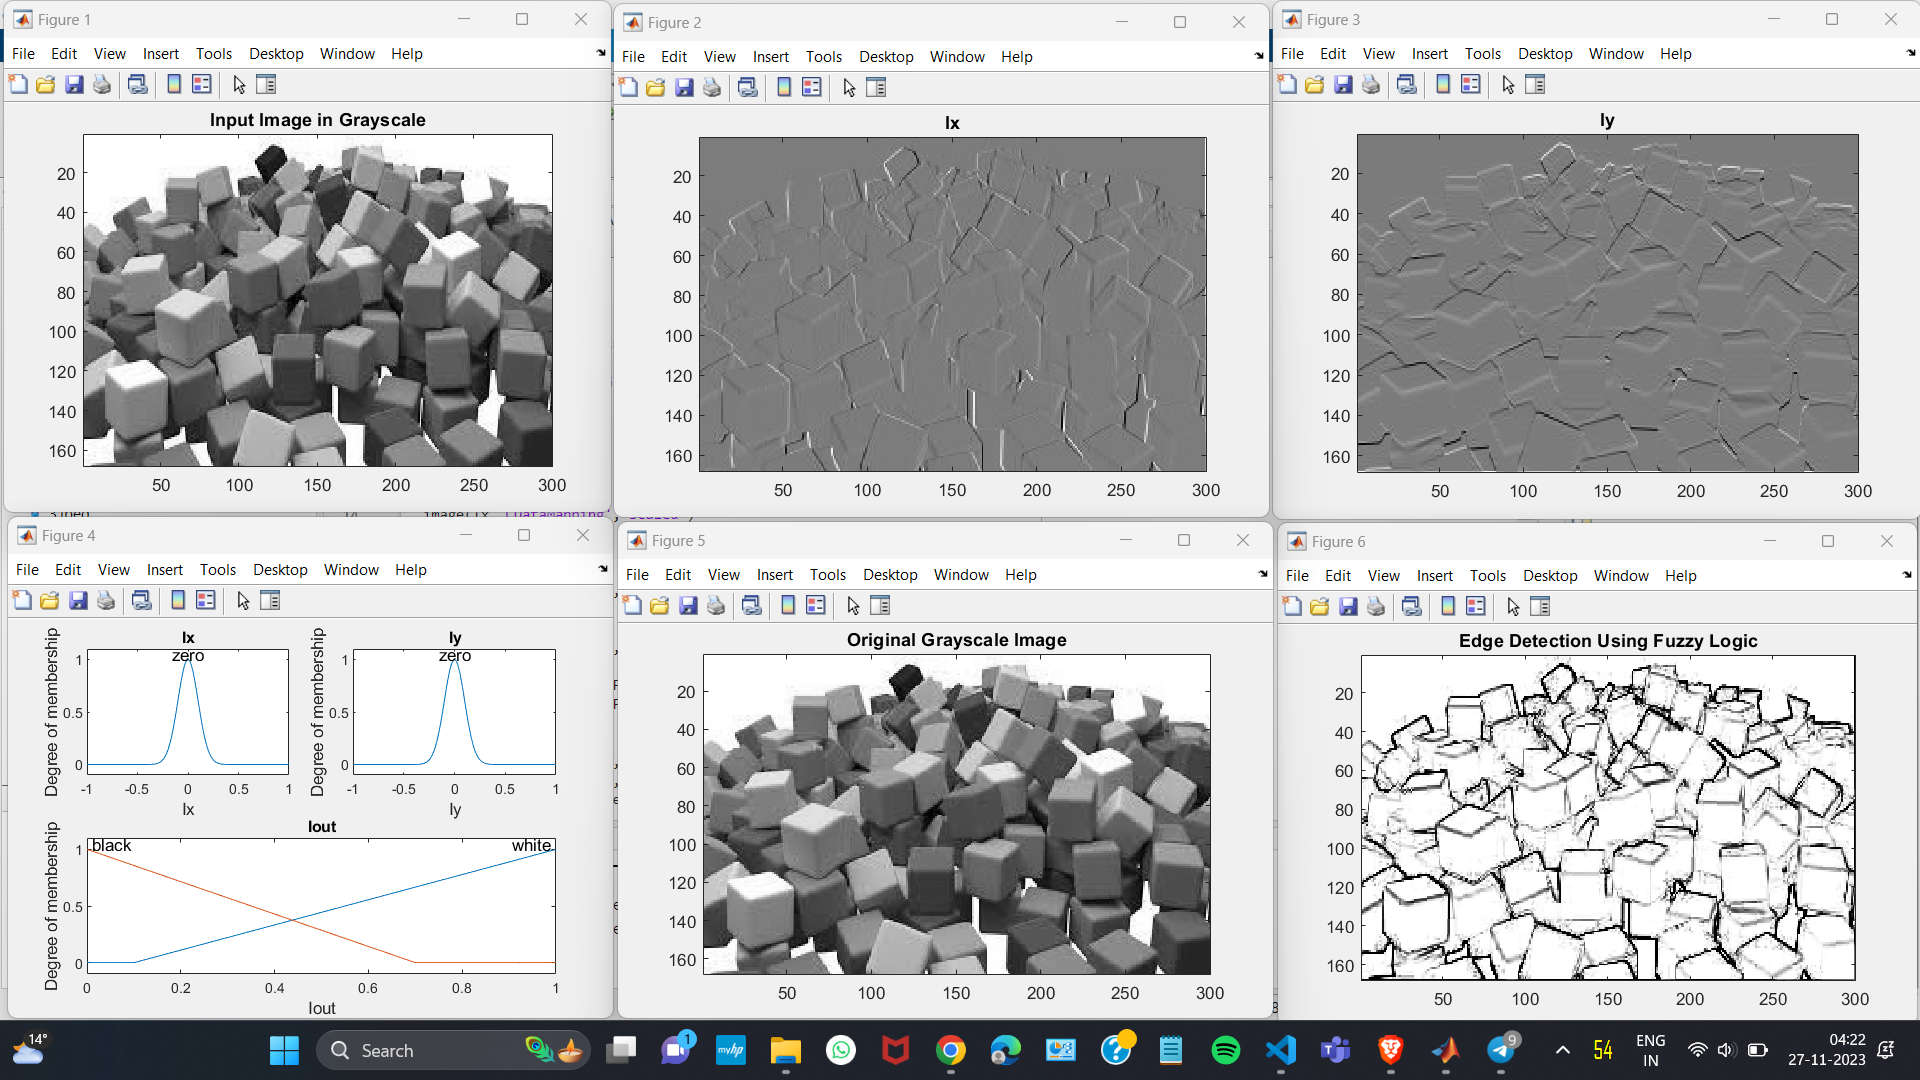 Figure 1
File Edit View Insert Tools Desktop Window Help
Input Image in Grayscale
20
40
60
80
100
120
140
160
50 100 150 200 250 300
Figure 2
File Edit View Insert Tools Desktop Window Help
Ix
20
40
60
80
100
120
140
160
50 100 150 200 250 300
Figure 3
File Edit View Insert Tools Desktop Window Help
Iy
20
40
60
80
100
120
140
160
50 100 150 200 250 300
Figure 4
File Edit View Insert Tools Desktop Window Help
Ix
zero
Degree of membership
1
0.5
0
-1 -0.5 0 0.5 1
Ix
Iy
zero
Degree of membership
1
0.5
0
-1 -0.5 0 0.5 1
Iy
Iout
black white
Degree of membership
1
0.5
0
0 0.2 0.4 0.6 0.8 1
Iout
Figure 5
File Edit View Insert Tools Desktop Window Help
Original Grayscale Image
20
40
60
80
100
120
140
160
50 100 150 200 250 300
Figure 6
File Edit View Insert Tools Desktop Window Help
Edge Detection Using Fuzzy Logic
20
40
60
80
100
120
140
160
50 100 150 200 250 300
14°
Search
1
myhp
9
54
ENG
IN
04:22
27-11-2023